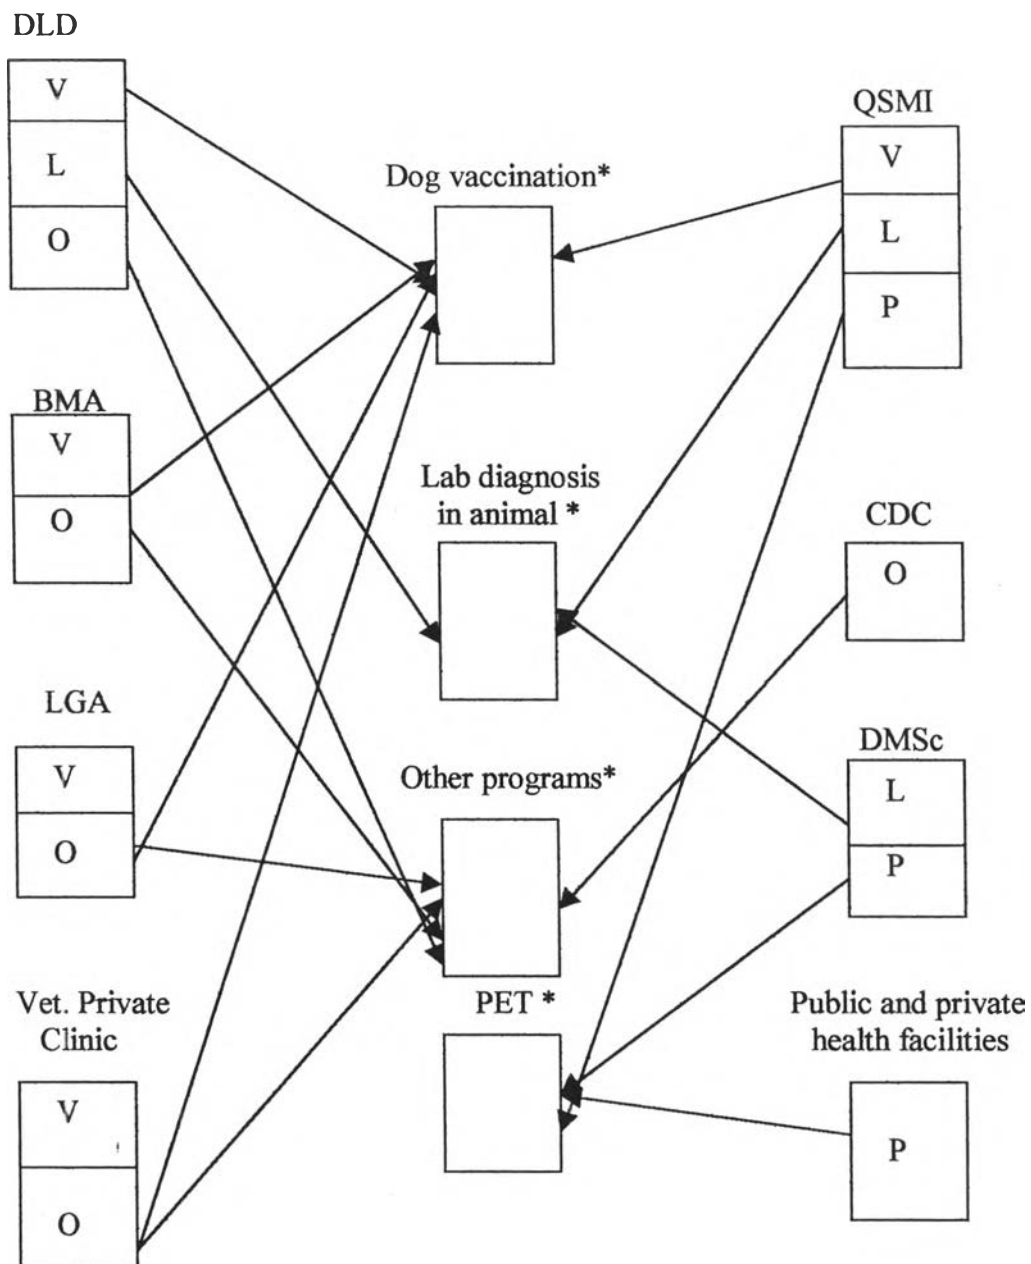 DLD
V
L
O
BMA
V
O
LGA
V
O
Vet. Private
Clinic
V
O
Dog vaccination*
Lab diagnosis
in animal *
Other programs*
PET *
QSMI
V
L
P
CDC
O
DMSc
L
P
Public and private
health facilities
P